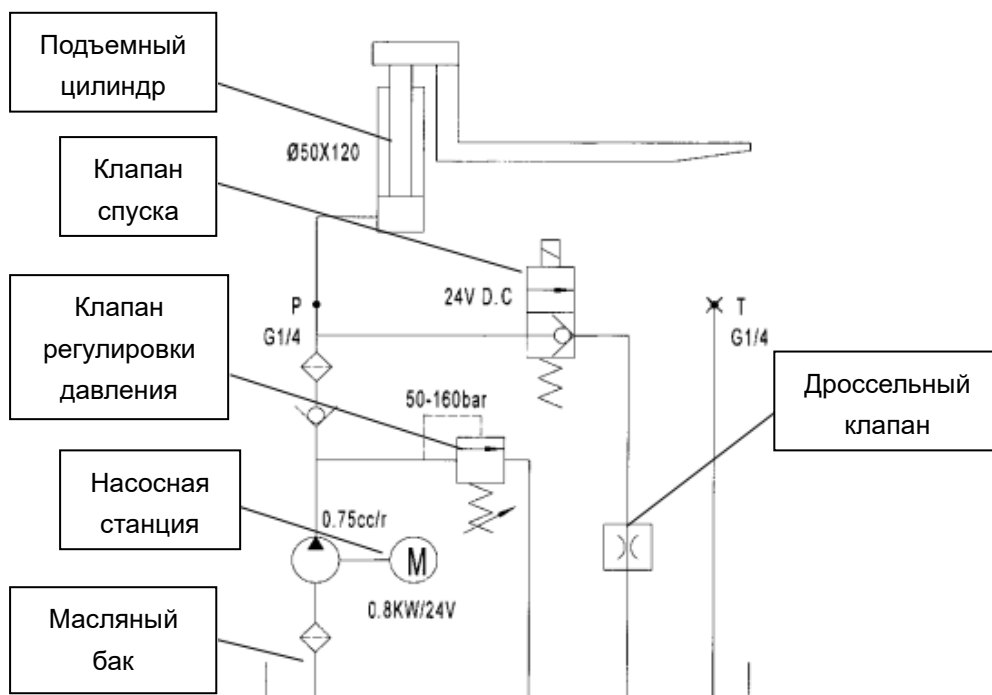 Подъемный
цилиндр
Ø50X120
Клапан
спуска
24V D.C
Клапан
регулировки
давления
P
G1/4
T
G1/4
50-160bar
Дроссельный
клапан
Насосная
станция
0.75cc/r
M
0.8KW/24V
Масляный
бак